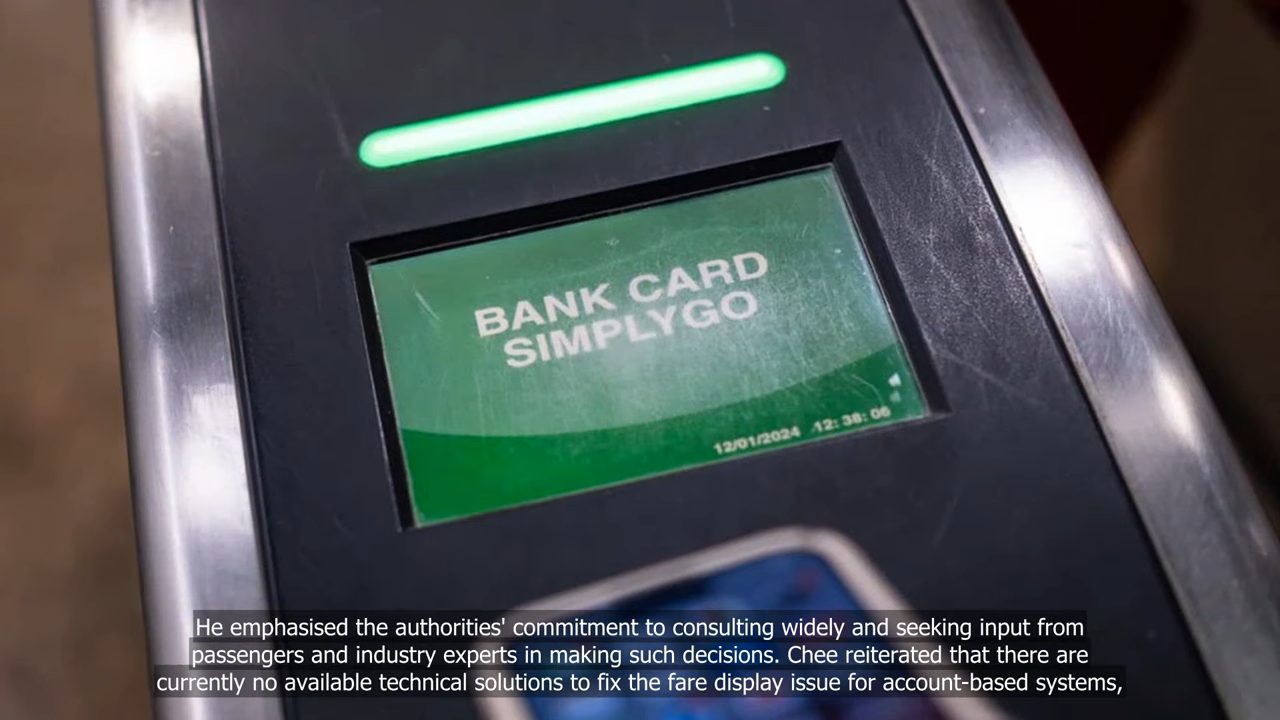 BANK CARD
SIMPLYGO
12/01/2024 12:38:06
He emphasised the authorities' commitment to consulting widely and seeking input from
passengers and industry experts in making such decisions. Chee reiterated that there are
currently no available technical solutions to fix the fare display issue for account-based systems,